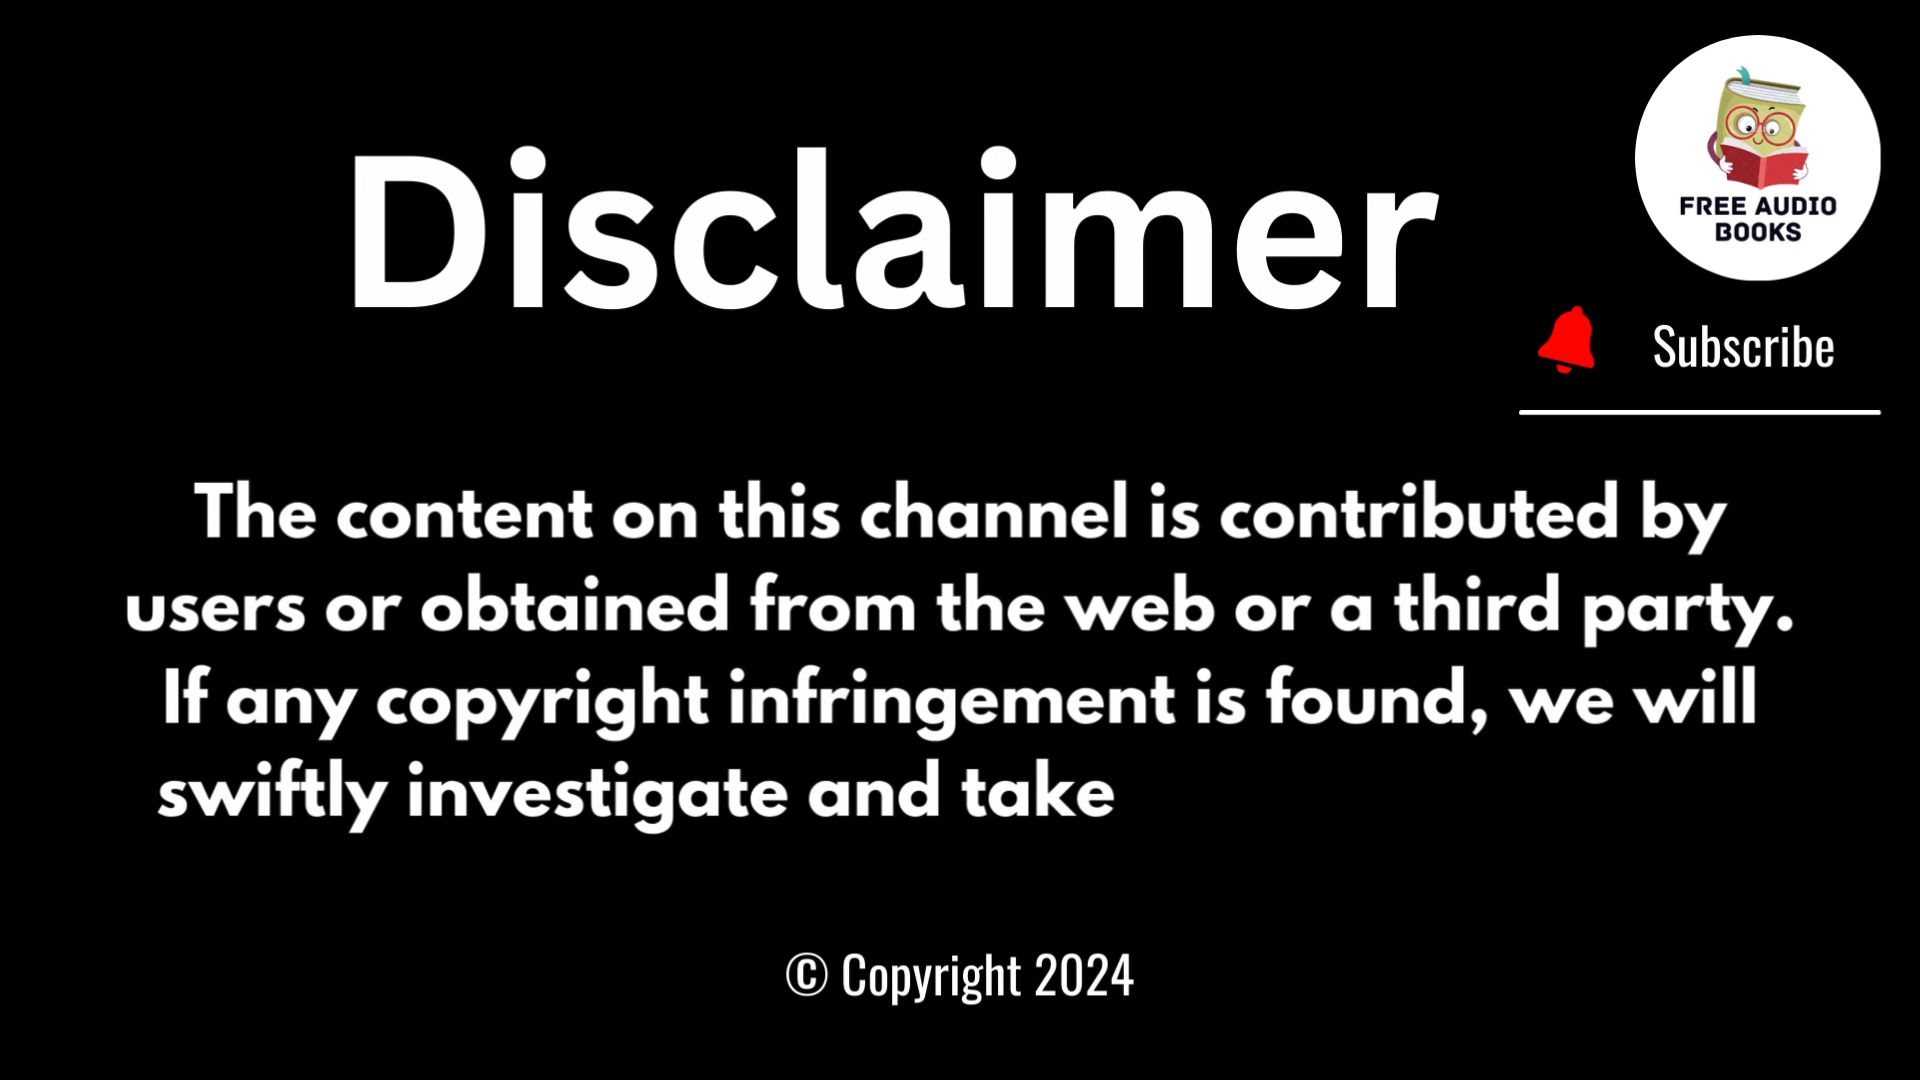 Disclaimer
FREE AUDIO
BOOKS
Subscribe
The content on this channel is contributed by
users or obtained from the web or a third party.
If any copyright infringement is found, we will
swiftly investigate and take
© Copyright 2024